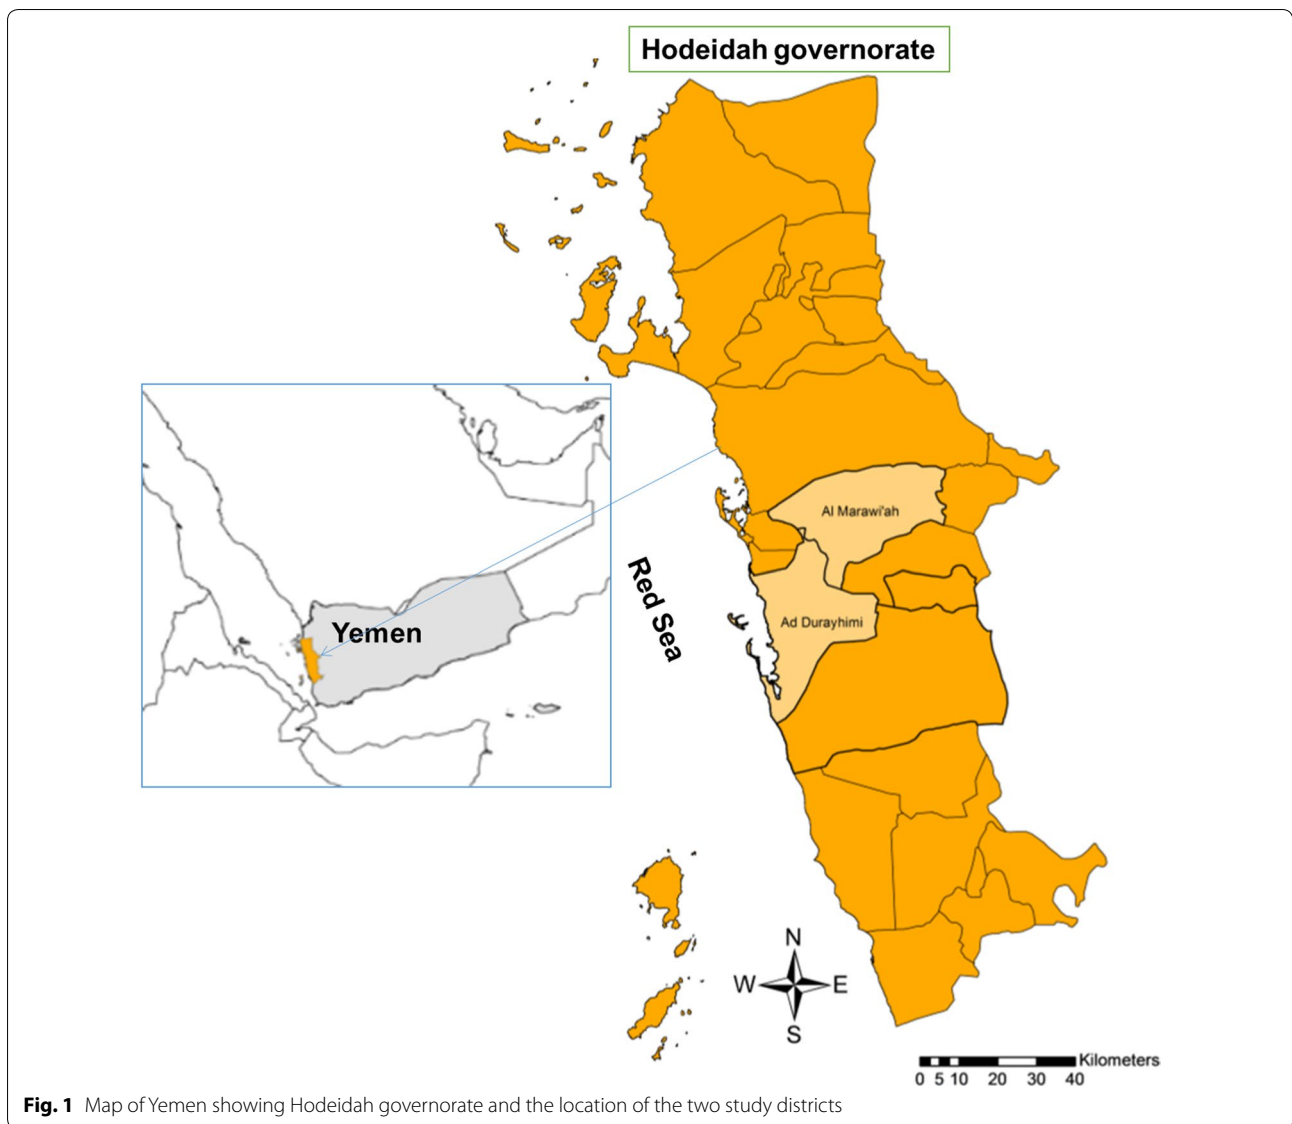 Hodeidah governorate
Al Marawi'ah
Yemen
Red Sea
Ad Durayhimi
N
W E
S
Kilometers
0 5 10 20 30 40
Fig. 1 Map of Yemen showing Hodeidah governorate and the location of the two study districts